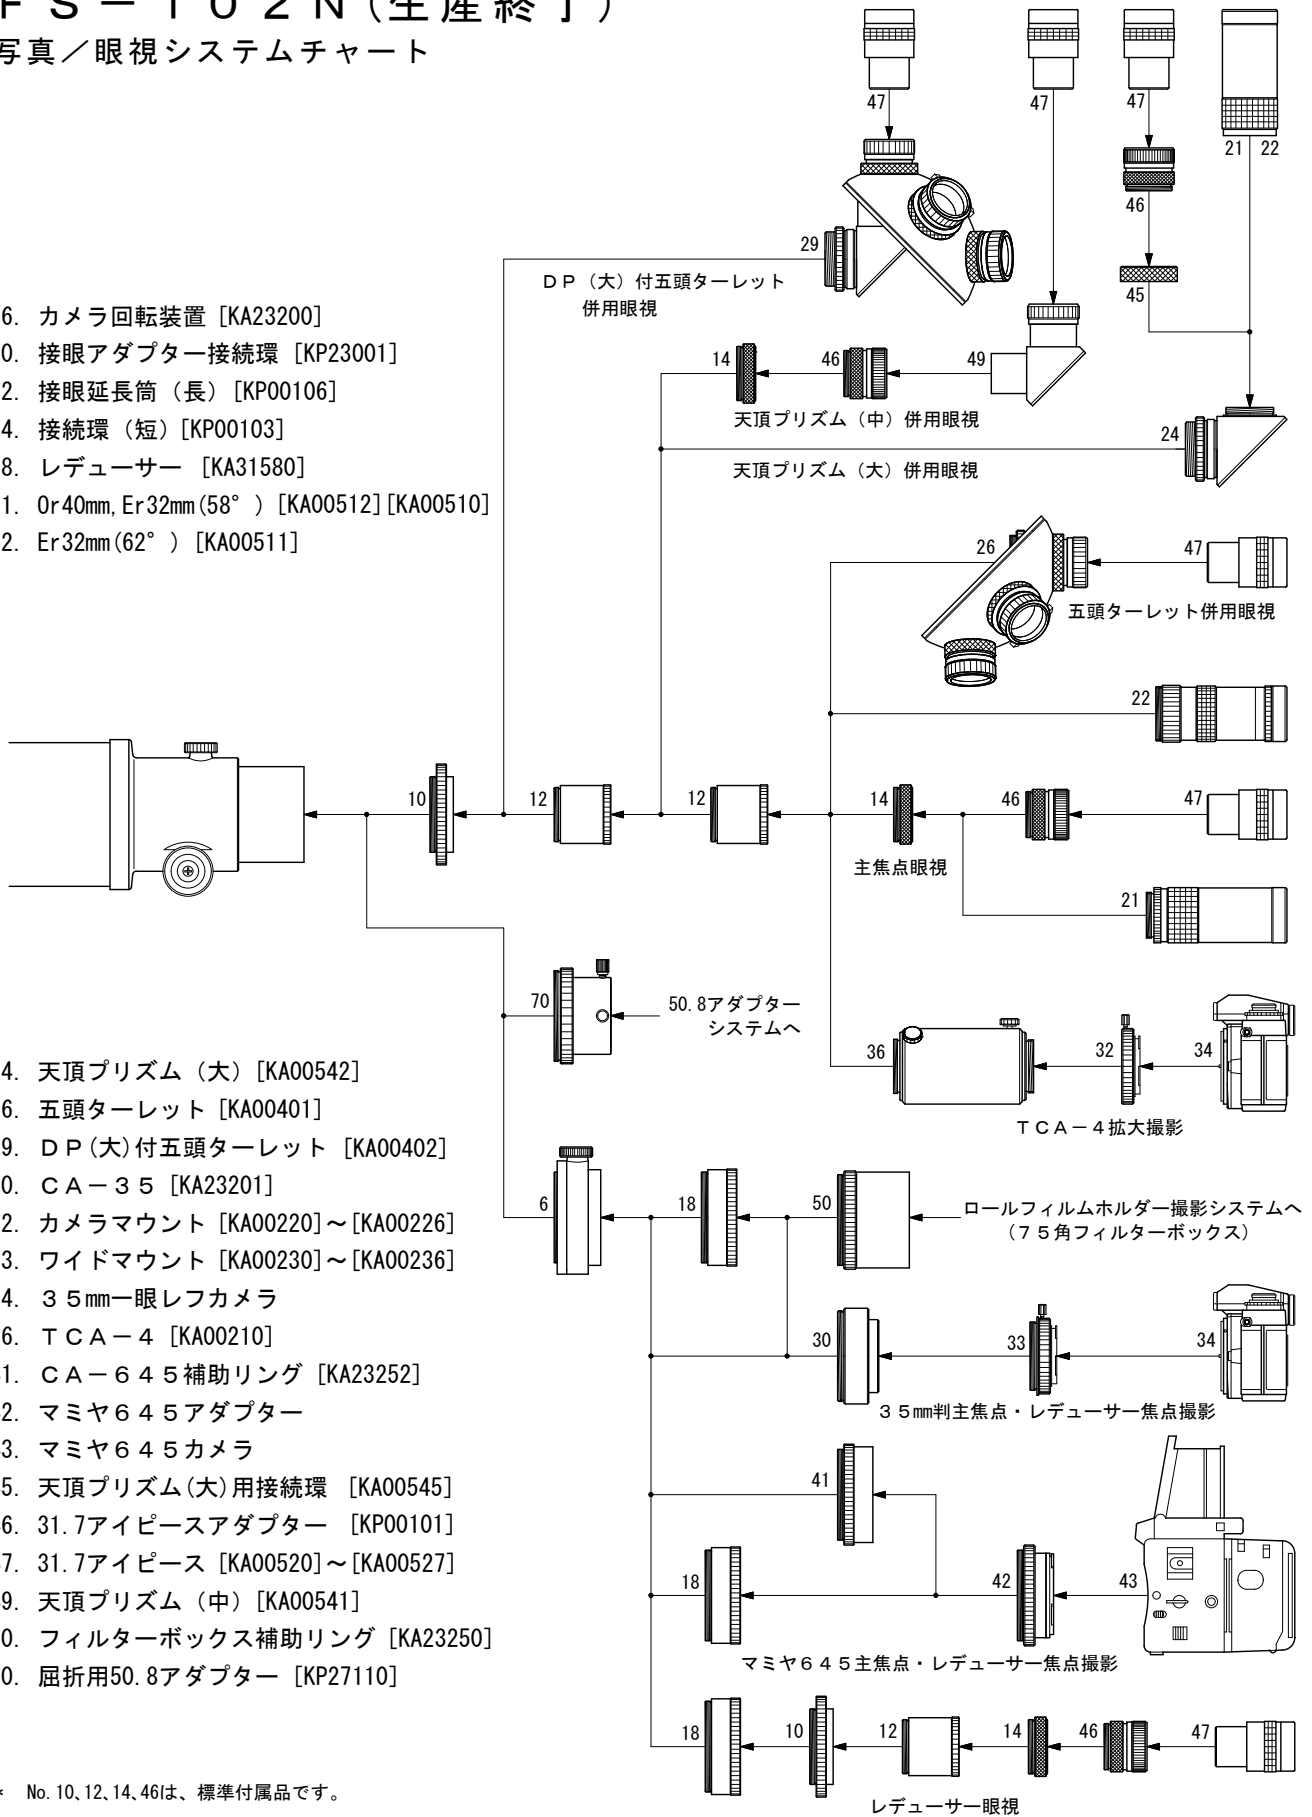 ＦＳ－１０２Ｎ(生産終了)
写真／眼視システムチャート
47
47
47
21 22
46
29
45
ＤＰ（大）付五頭ターレット
併用眼視
6. カメラ回転装置 [KA23200]
0. 接眼アダプター接続環 [KP23001]
2. 接眼延長筒（長）[KP00106]
4. 接続環（短）[KP00103]
8. レデューサー [KA31580]
1. Or40mm,Er32mm(58°) [KA00512][KA00510]
2. Er32mm(62°) [KA00511]
14
46
49
天頂プリズム（中）併用眼視
24
天頂プリズム（大）併用眼視
26
47
五頭ターレット併用眼視
22
10
12
12
14
46
47
主焦点眼視
21
70
50.8アダプター
システムへ
36
32
34
ＴＣＡ－４拡大撮影
4. 天頂プリズム（大）[KA00542]
6. 五頭ターレット [KA00401]
9. ＤＰ(大)付五頭ターレット [KA00402]
0. ＣＡ－３５ [KA23201]
2. カメラマウント [KA00220]～[KA00226]
3. ワイドマウント [KA00230]～[KA00236]
4. ３５㎜一眼レフカメラ
6. ＴＣＡ－４ [KA00210]
1. ＣＡ－６４５補助リング [KA23252]
2. マミヤ６４５アダプター
3. マミヤ６４５カメラ
5. 天頂プリズム(大)用接続環 [KA00545]
6. 31.7アイピースアダプター [KP00101]
7. 31.7アイピース [KA00520]～[KA00527]
9. 天頂プリズム（中）[KA00541]
0. フィルターボックス補助リング [KA23250]
0. 屈折用50.8アダプター [KP27110]
6
18
50
ロールフィルムホルダー撮影システムへ
（７５角フィルターボックス）
30
33
34
３５㎜判主焦点・レデューサー焦点撮影
41
18
42
43
マミヤ６４５主焦点・レデューサー焦点撮影
18
10
12
14
46
47
レデューサー眼視
* No.10、12、14、46は、標準付属品です。